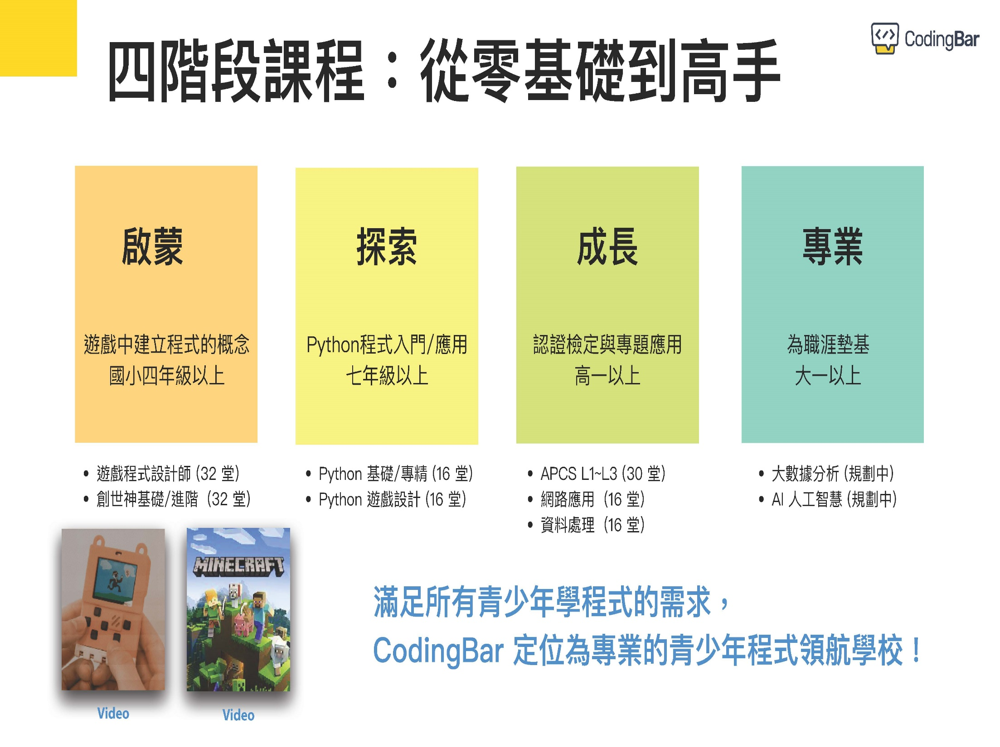 四階段課程：從零基礎到高手
CodingBar
啟蒙
遊戲中建立程式的概念
國小四年級以上
• 遊戲程式設計師 (32 堂)
• 創世神基礎/進階 (32 堂)
探索
Python程式入門/應用
七年級以上
• Python 基礎/專精 (16 堂)
• Python 遊戲設計 (16 堂)
成長
認證檢定與專題應用
高一以上
• APCS L1~L3 (30 堂)
• 網路應用 (16 堂)
• 資料處理 (16 堂)
專業
為職涯墊基
大一以上
• 大數據分析 (規劃中)
• AI 人工智慧 (規劃中)
MINECRAFT
Video
Video
滿足所有青少年學程式的需求，
CodingBar 定位為專業的青少年程式領航學校！